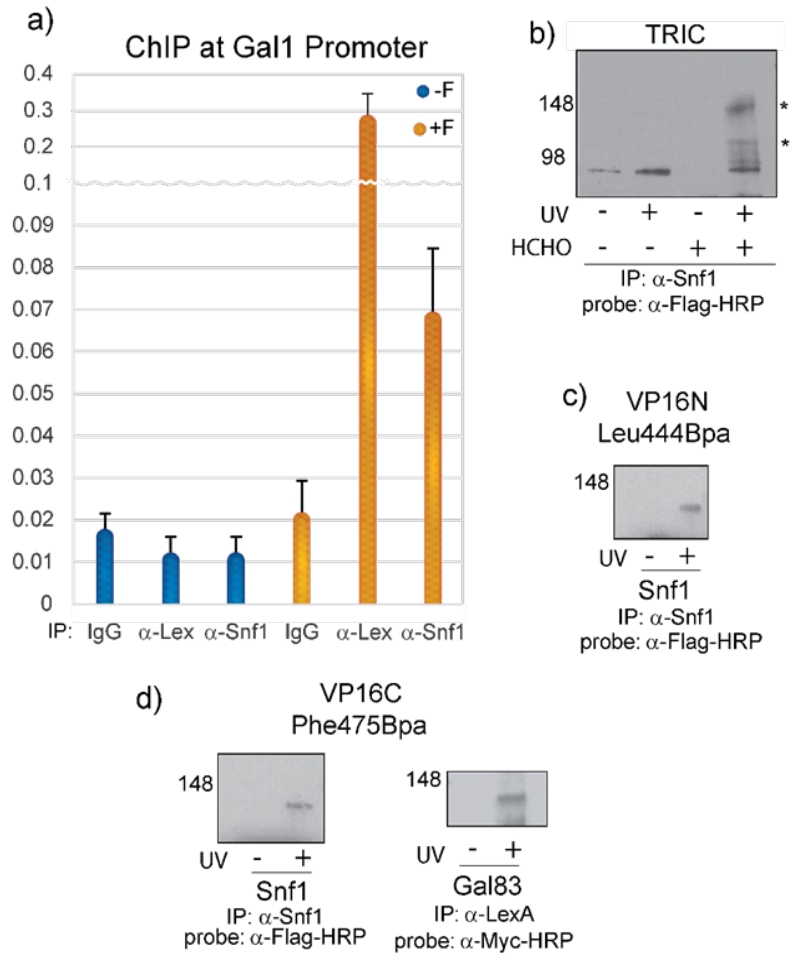 a)
ChIP at Gal1 Promoter
0.4
0.3
0.2
0.1
0.09
0.08
0.07
0.06
0.05
0.04
0.03
0.02
0.01
0
-F
+F
IP: IgG α-Lex α-Snf1 IgG α-Lex α-Snf1
b)
TRIC
148
98
*
*
UV - + - +
HCHO - - + +
IP: α-Snf1
probe: α-Flag-HRP
c)
VP16N
Leu444Bpa
148
UV - +
Snf1
IP: α-Snf1
probe: α-Flag-HRP
d)
VP16C
Phe475Bpa
148
UV - +
Snf1
IP: α-Snf1
probe: α-Flag-HRP
148
UV - +
Gal83
IP: α-LexA
probe: α-Myc-HRP